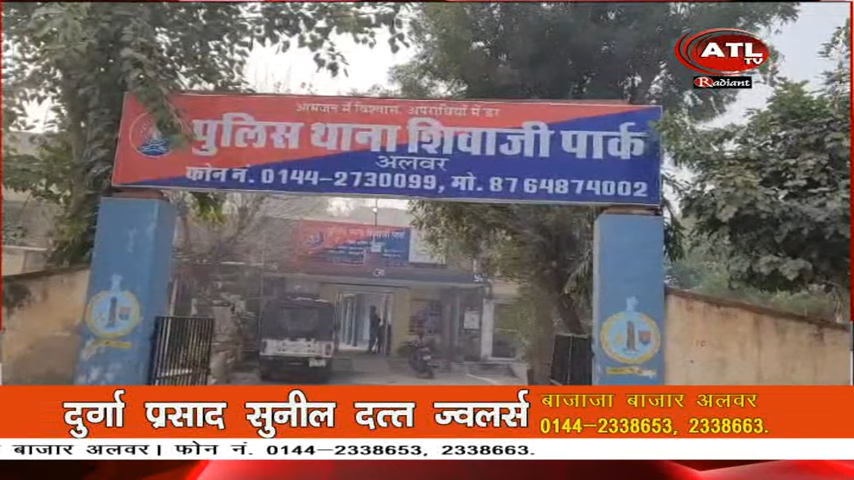 ATL
TV
Radiant
आमजन में विश्वास, अपराधियों में डर
पुलिस थाना शिवाजी पार्क
अलवर
फोन नं. 0144-2730099, मो. 8764874002
पुलिस थाना शिवाजी पार्क
दुर्गा प्रसाद सुनील दत्त ज्वलर्स
बाजाजा बाजार अलवर
0144-2338653, 2338663.
बाजार अलवर। फोन नं. 0144-2338653, 2338663.